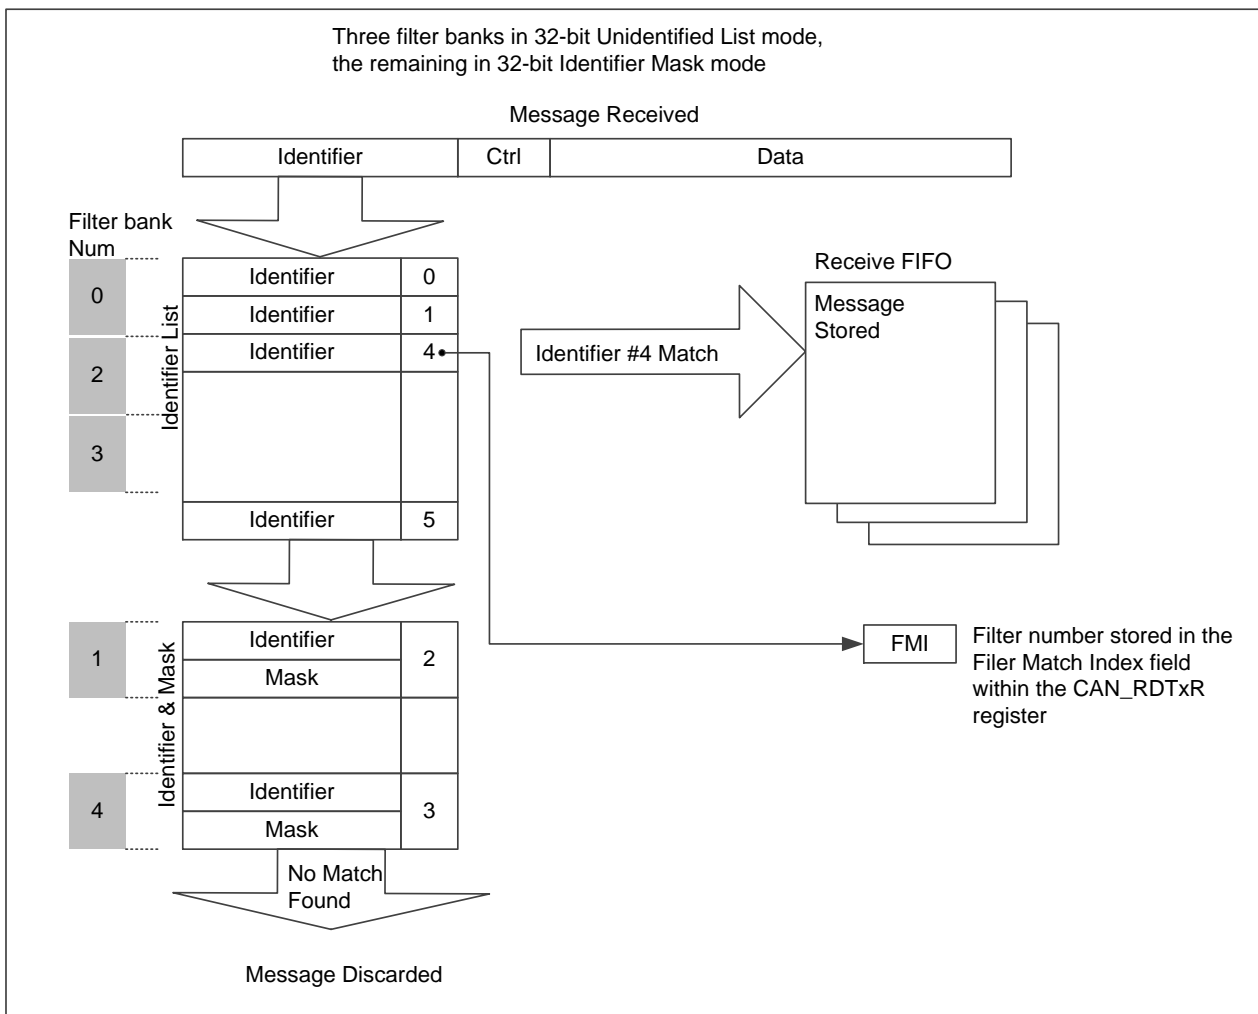 Three filter banks in 32-bit Unidentified List mode,
the remaining in 32-bit Identifier Mask mode
Message Received
Identifier Ctrl Data
Filter bank
Num
0
2
3
Identifier List
Identifier 0
Identifier 1
Identifier 4
Identifier 5
Identifier #4 Match
Receive FIFO
Message
Stored
1
4
Identifier & Mask
Identifier
Mask
2
Identifier
Mask
3
FMI
Filter number stored in the
Filer Match Index field
within the CAN_RDTxR
register
No Match
Found
Message Discarded